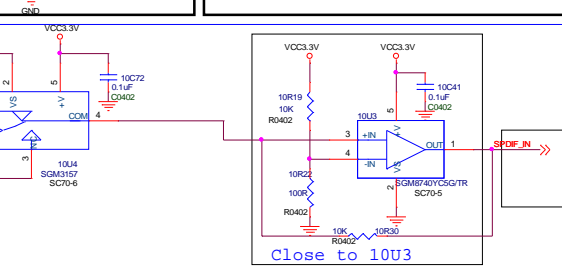 GND
VCC3.3V
VCC3.3V
VCC3.3V
10C72
0.1uF
C0402
10C41
0.1uF
C0402
10R19
10K
R0402
2
VS
5
+V
COM
4
3
10U4
SGM3157
SC70-6
10U3
5
+V
3
+IN
4
-IN
OUT
1
VS
2
SPDIF_IN
SGM8740YC5G/TR
SC70-5
10R22
100R
R0402
10K
10R30
R0402
Close to 10U3